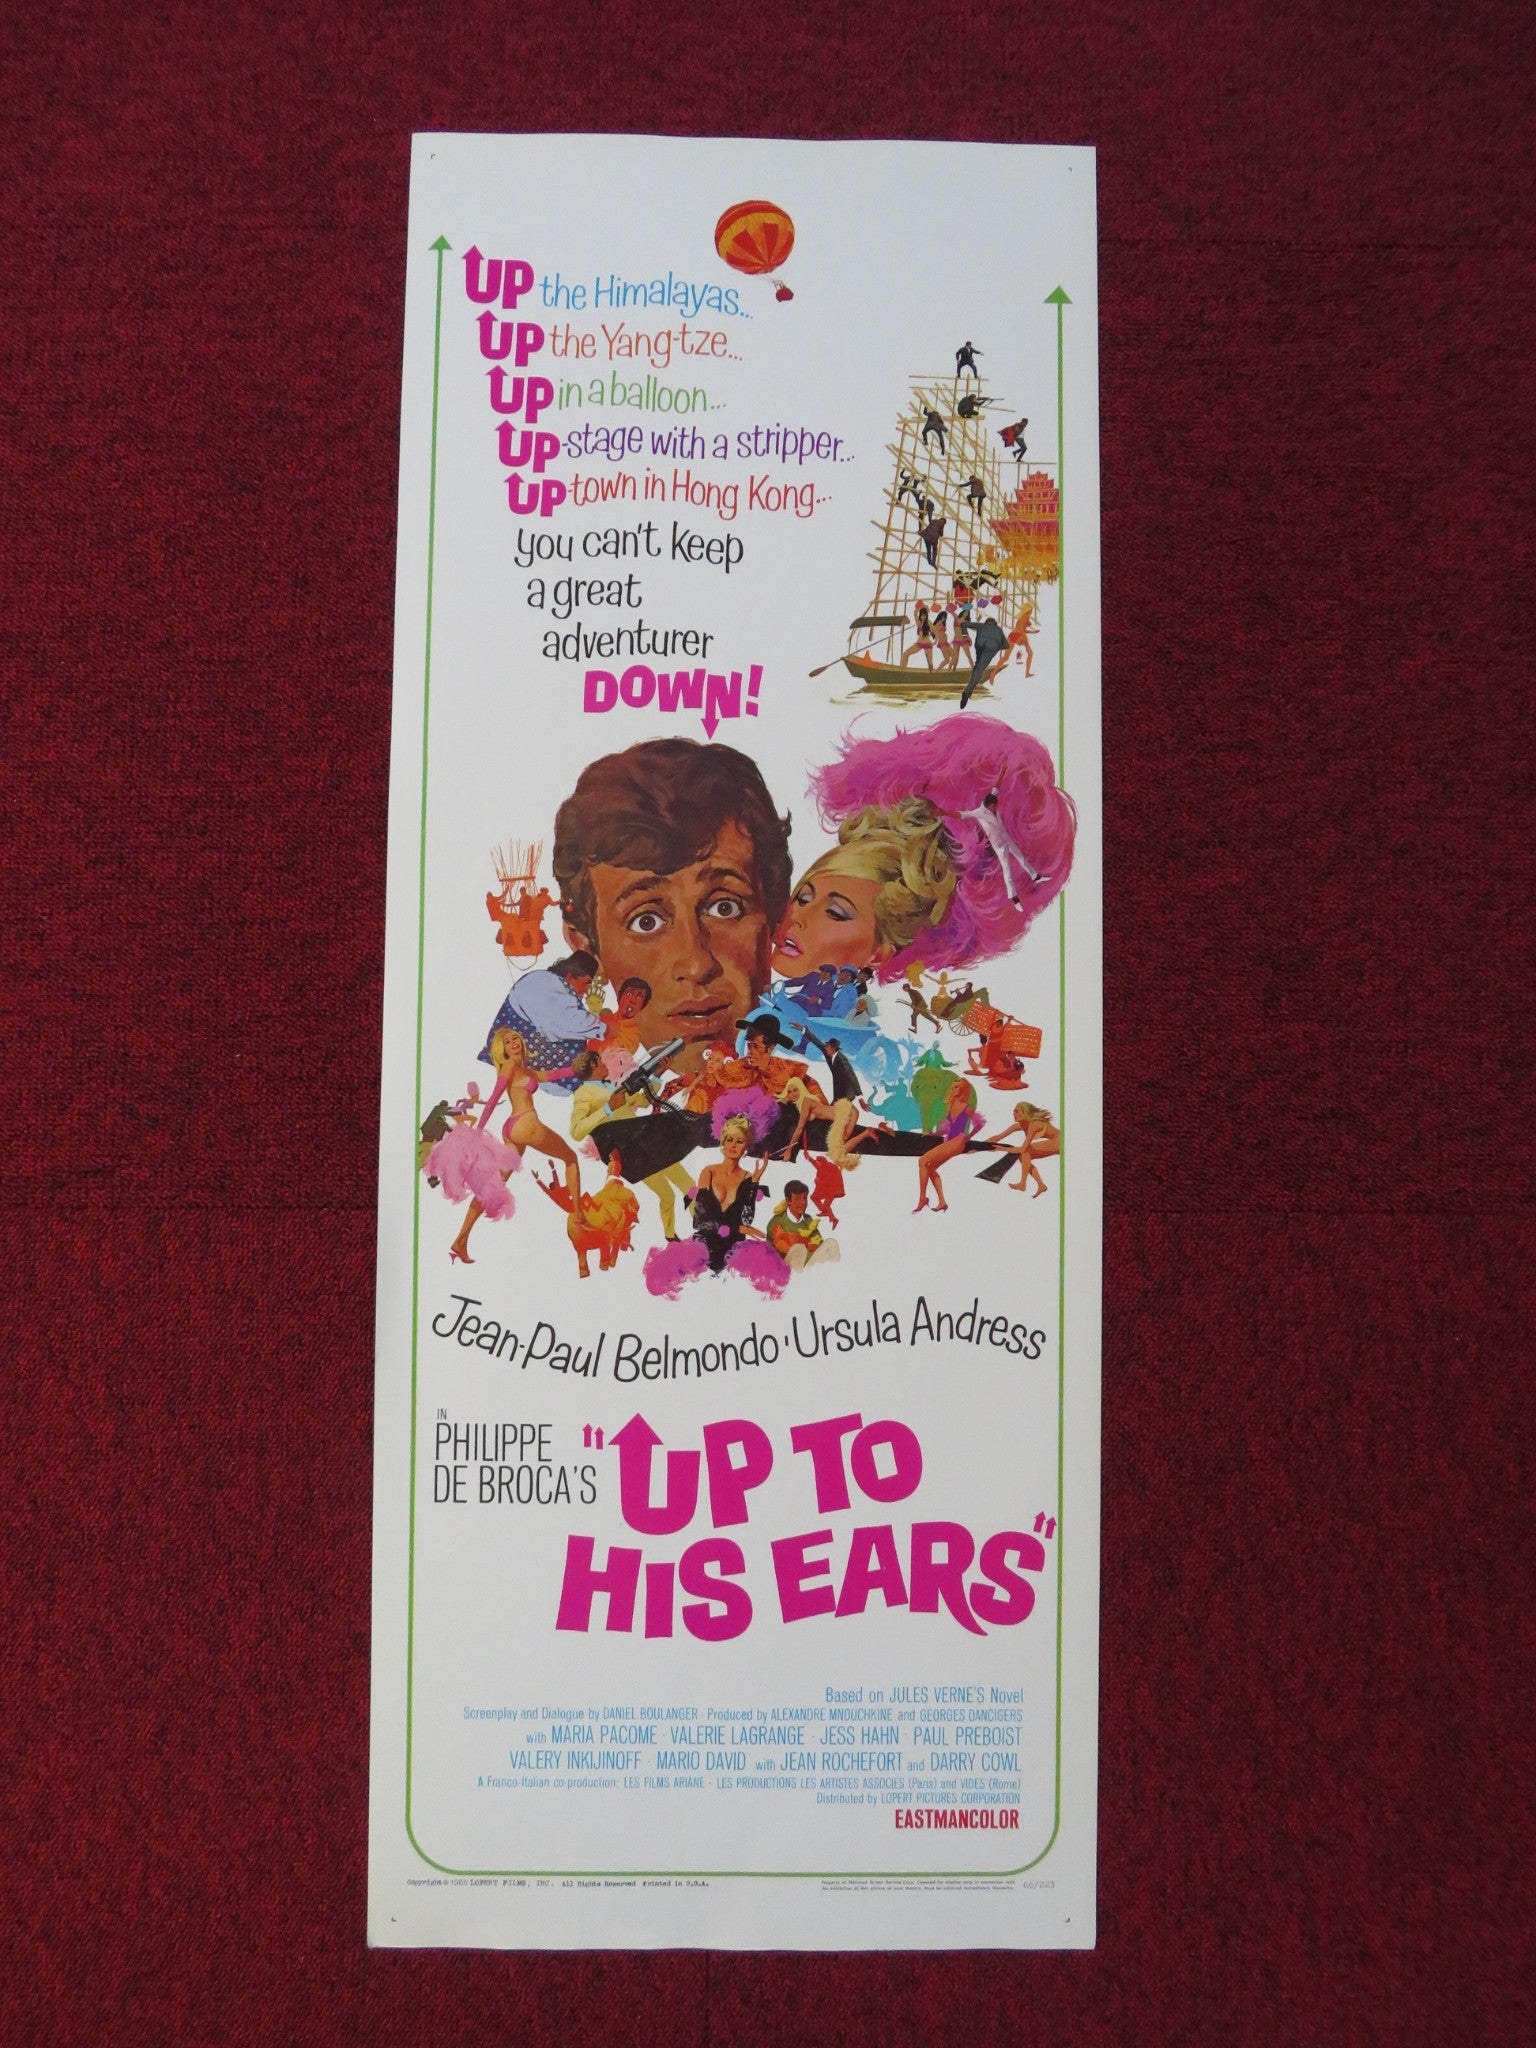 UP the Himalayas...
UP the Yang-tze...
UP in a balloon...
UP-stage with a stripper...
UP-town in Hong Kong...
you can't keep
a great
adventurer
DOWN!
Jean-Paul Belmondo · Ursula Andress
IN
PHILIPPE
DE BROCA'S
"UP TO
HIS EARS"
Based on JULES VERNE'S Novel
Screenplay and Dialogue by DANIEL BOULANGER · Produced by ALEXANDRE MNOUCHKINE and GEORGES DANCIGERS
with MARIA PACOME · VALERIE LAGRANGE · JESS HAHN · PAUL PREBOIST
VALERY INKIJINOFF · MARIO DAVID with JEAN ROCHEFORT and DARRY COWL
A Franco-Italian co-production: LES FILMS ARIANE · LES PRODUCTIONS LES ARTISTES ASSOCIES (Paris) and VIDES (Rome)
Distributed by LOPERT PICTURES CORPORATION
EASTMANCOLOR
Copyright © 1966 LOPERT FILMS, INC. All Rights Reserved Printed in U.S.A.
66/223